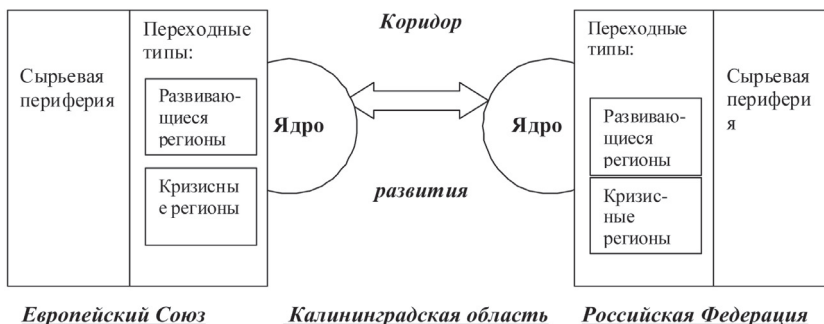 Сырьевая
периферия
Переходные
типы:
Развиваю-
щиеся
регионы
Кризисны
е регионы
Ядро
Коридор
развития
Ядро
Переходные
типы:
Развиваю-
щиеся
регионы
Кризис-
ные
регионы
Сырьевая
перифери
я
Европейский Союз
Калининградская область
Российская Федерация